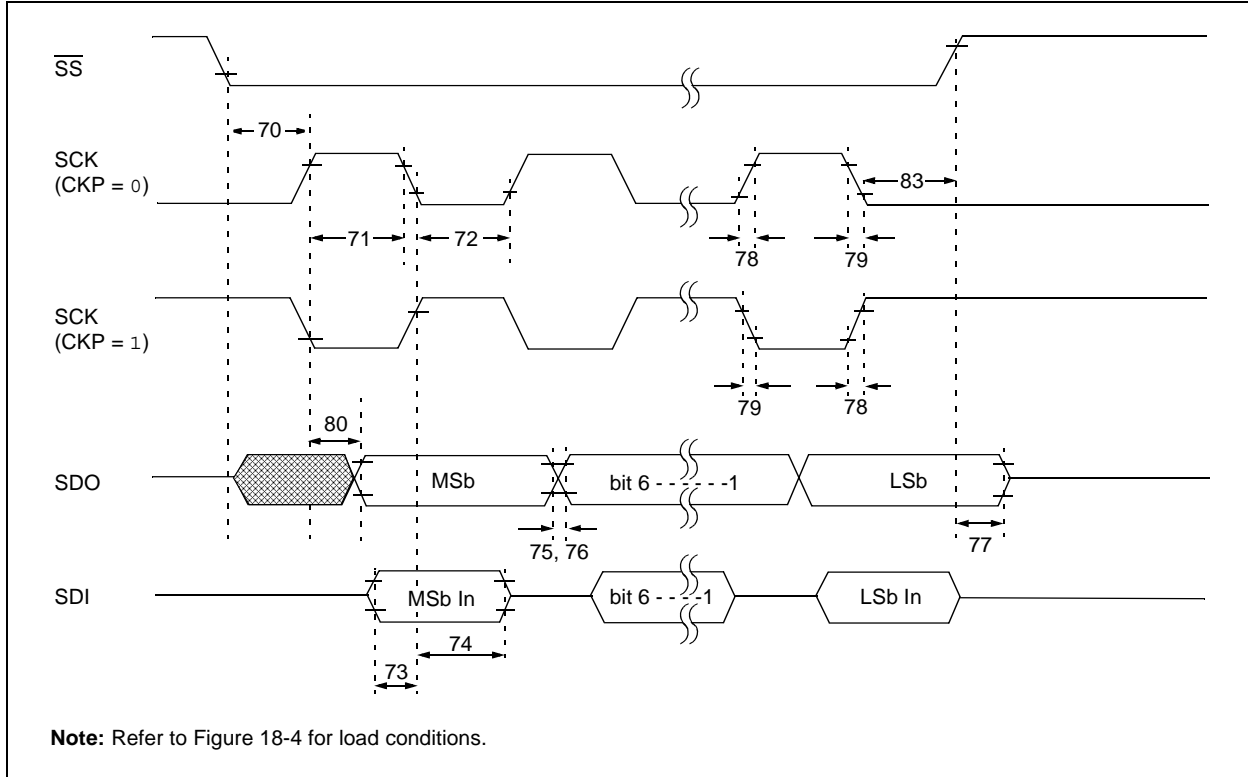 SS
70
SCK
(CKP = 0)
83
71
72
78
79
SCK
(CKP = 1)
79
78
80
SDO
MSb
bit 6 - - - - - -1
LSb
75, 76
77
SDI
MSb In
bit 6 - - - -1
LSb In
74
73
Note: Refer to Figure 18-4 for load conditions.